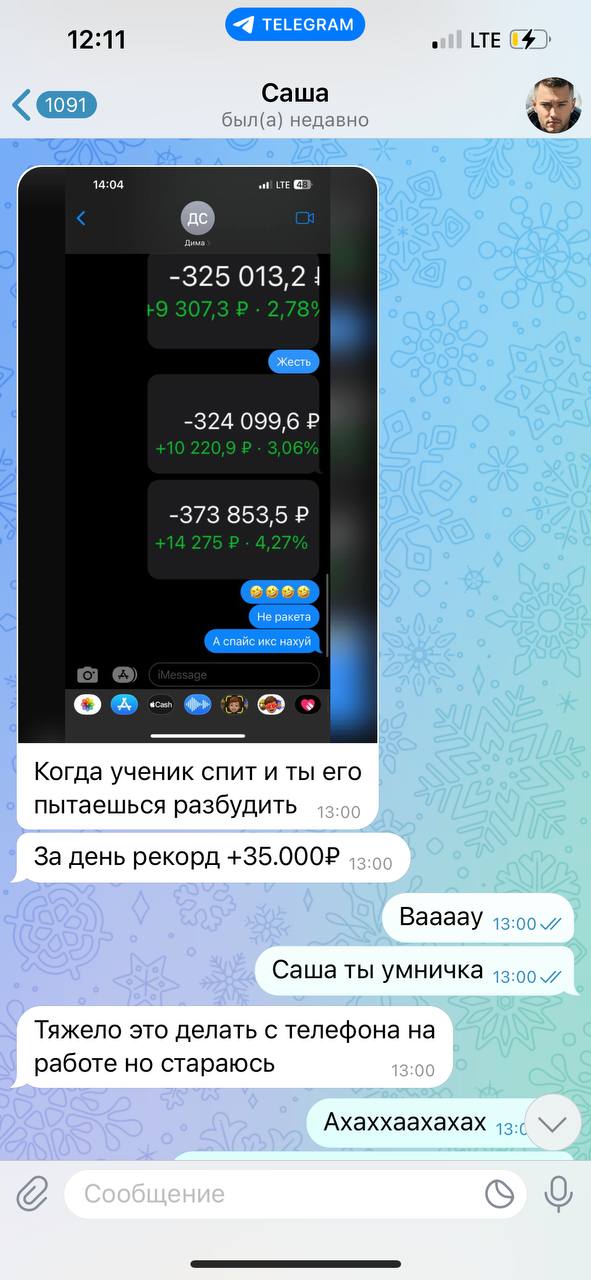 12:11
TELEGRAM
LTE
1091
Саша
был(а) недавно
14:04
LTE 48
ДС
Дима
-325 013,2
+9 307,3 ₽ · 2,78%
Жесть
-324 099,6 ₽
+10 220,9 ₽ · 3,06%
-373 853,5 ₽
+14 275 ₽ · 4,27%
🤣🤣🤣🤣
Не ракета
А спайс икс нахуй
iMessage
Cash
Когда ученик спит и ты его
пытаешься разбудить 13:00
За день рекорд +35.000₽ 13:00
Ваааау 13:00
Саша ты умничка 13:00
Тяжело это делать с телефона на
работе но стараюсь 13:00
Ахаххаахахах 13:0
Сообщение